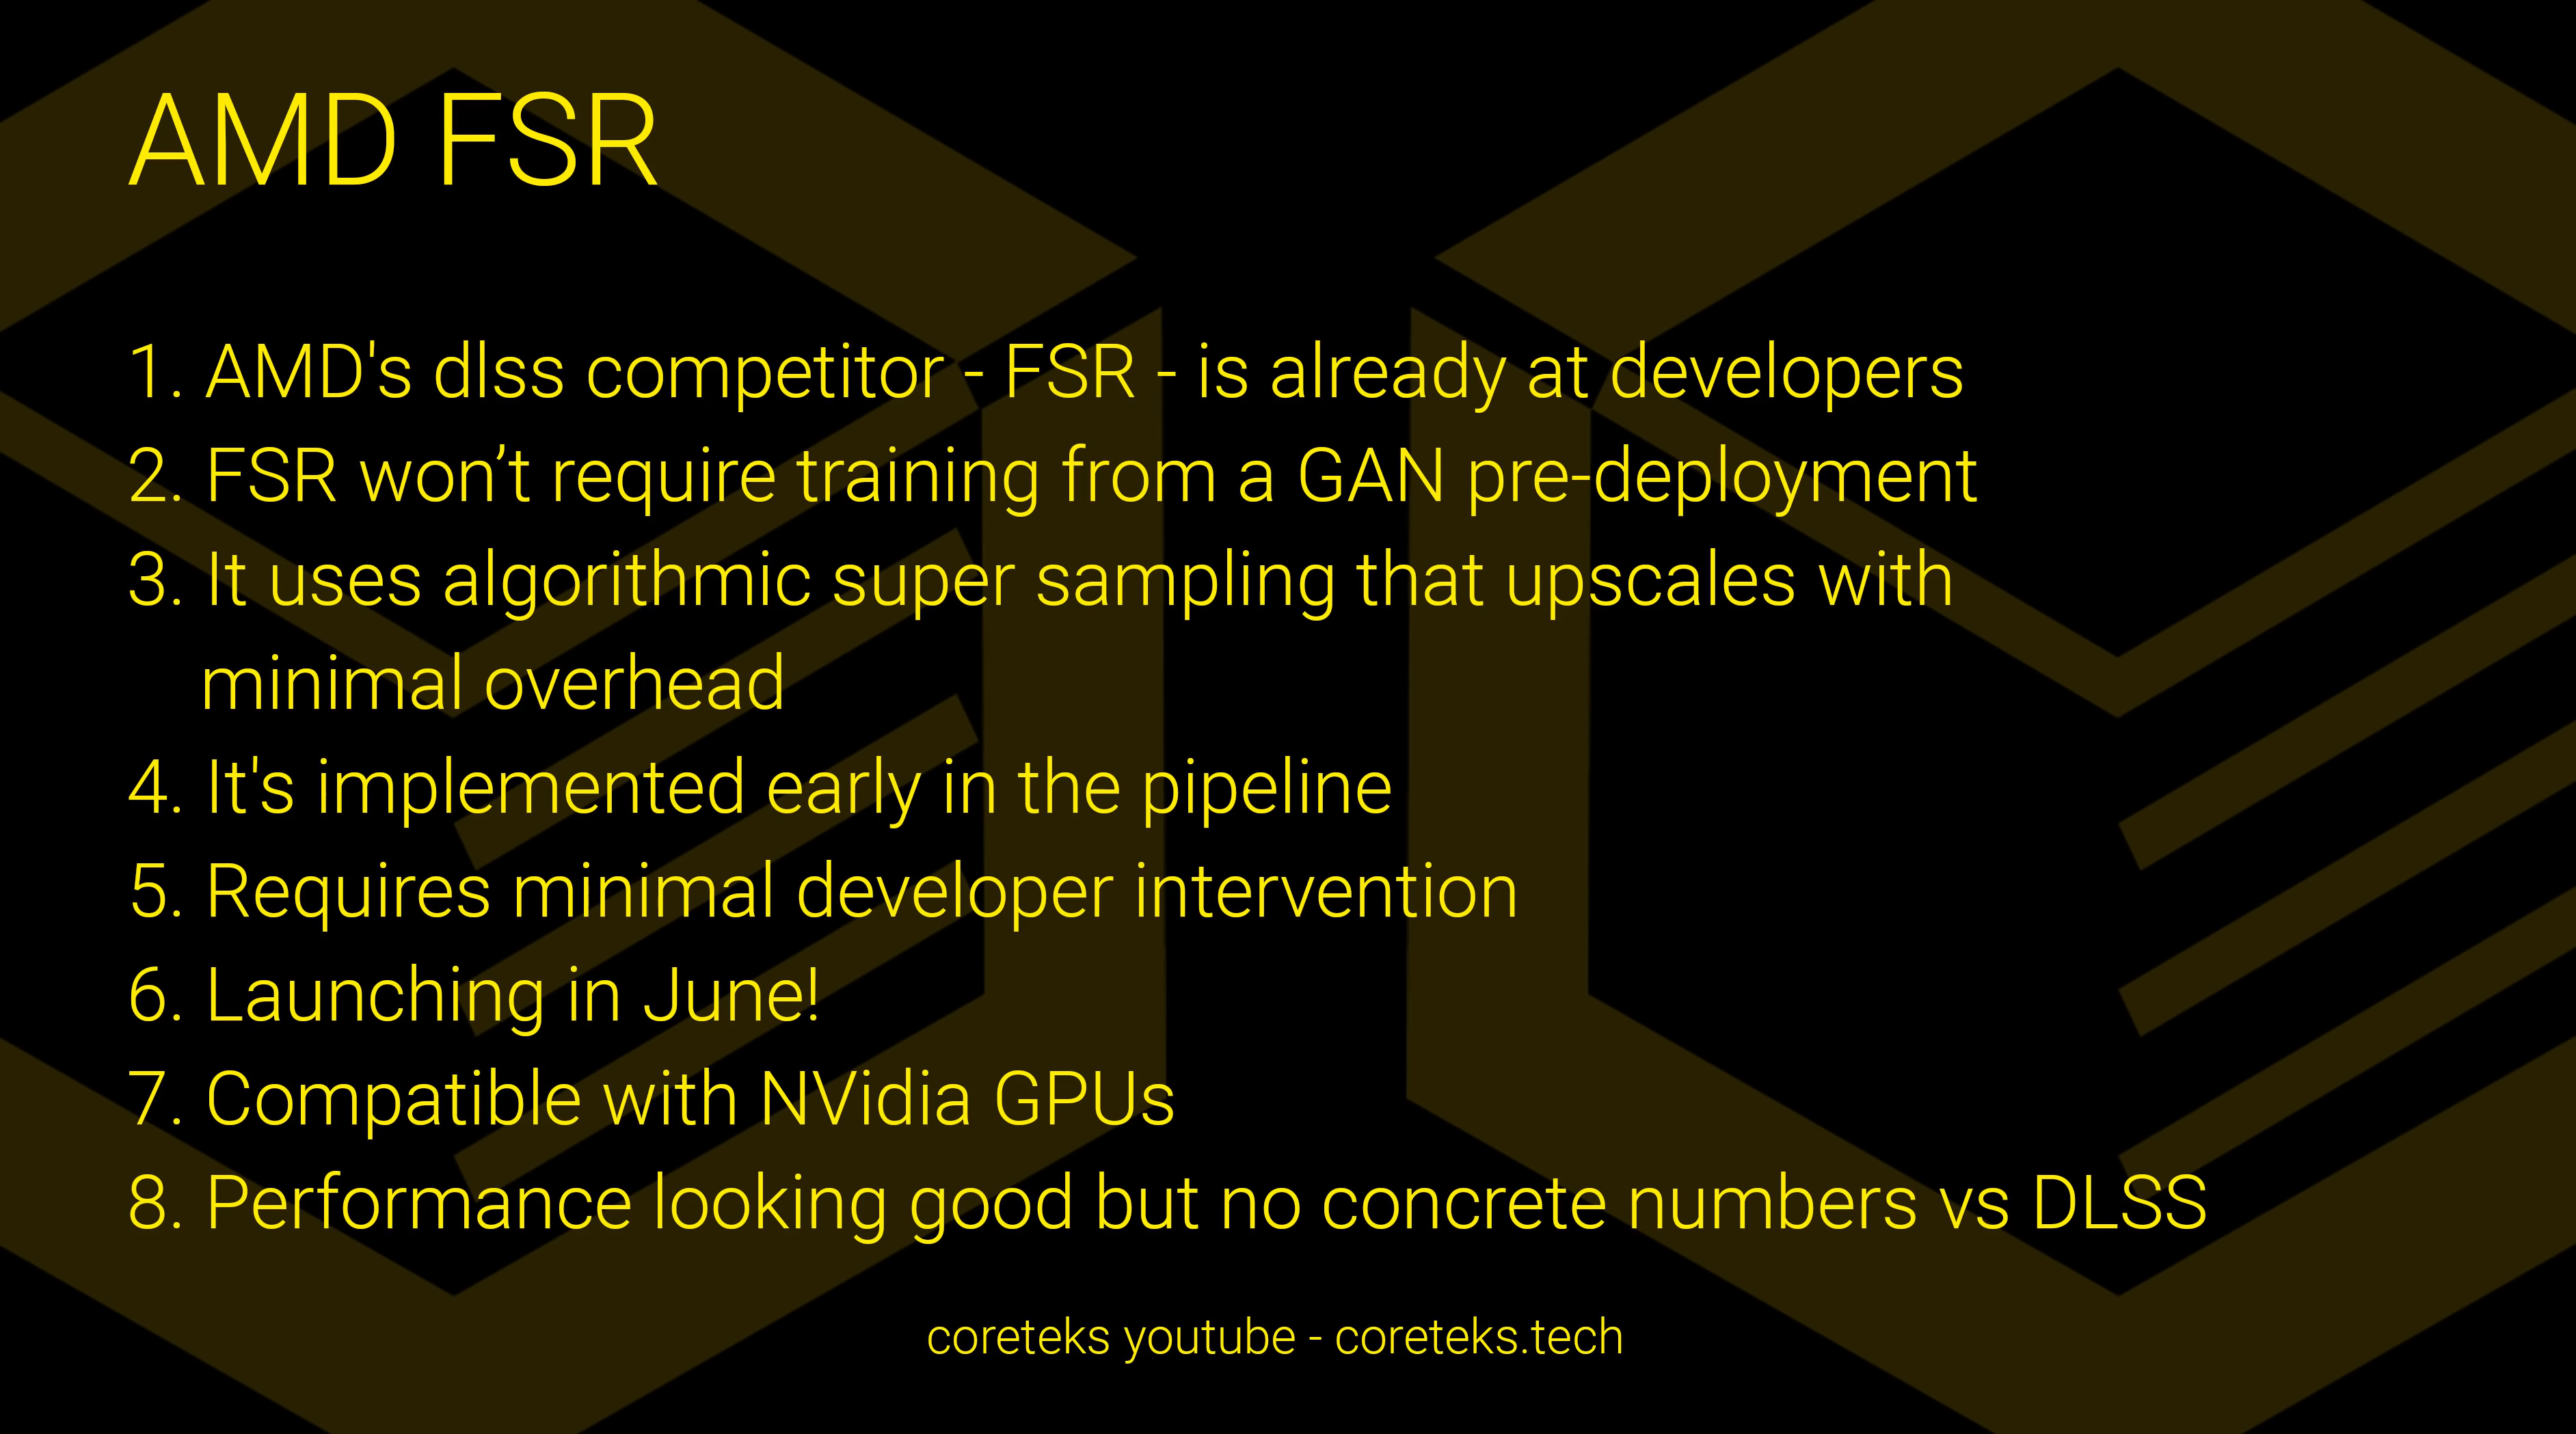 AMD FSR
1. AMD's dlss competitor - FSR - is already at developers
2. FSR won’t require training from a GAN pre-deployment
3. It uses algorithmic super sampling that upscales with
minimal overhead
4. It's implemented early in the pipeline
5. Requires minimal developer intervention
6. Launching in June!
7. Compatible with NVidia GPUs
8. Performance looking good but no concrete numbers vs DLSS
coreteks youtube - coreteks.tech